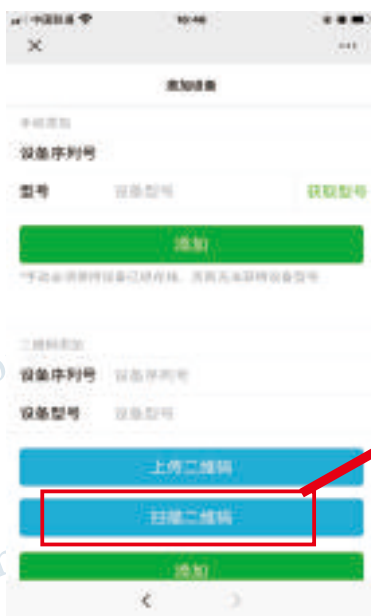 中国联通 10:46
添加设备
手动添加
设备序列号
型号 设备型号 获取型号
添加
二维码添加
设备序列号 设备序列号
设备型号 设备型号
上传二维码
扫描二维码
添加